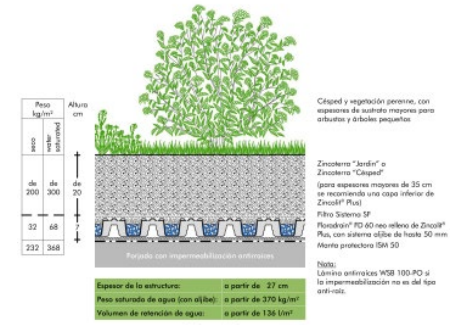 Peso
kg/m²
Altura
cm
seco
water
saturated
de
200
de
300
de
20
32
68
7
232
368
Césped y vegetación perenne, con
espesores de sustrato mayores para
arbustos y árboles pequeños
Zincoterra "Jardín" o
Zincoterra "Césped"
(para espesores mayores de 35 cm
se recomienda una capa inferior de
Zincolit® Plus)
Filtro Sistema SF
Floradrain® FD 60 neo relleno de Zincolit®
Plus, con sistema aljibe de hasta 50 mm
Manta protectora ISM 50
Forjado con impermeabilización antirraíces
Nota:
Lámina antirraíces WSB 100-PO si
la impermeabilización no es del tipo
anti-raíz.
Espesor de la estructura: a partir de 27 cm
Peso saturado de agua (con aljibe): a partir de 370 kg/m²
Volumen de retención de agua: a partir de 136 l/m²